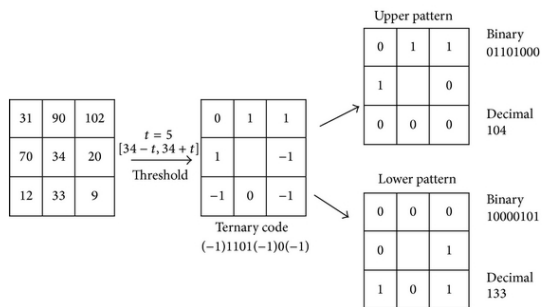 31 90 102
70 34 20
12 33 9
t = 5
[34 − t, 34 + t]
Threshold
0 1 1
1 −1
−1 0 −1
Ternary code
(−1)1101(−1)0(−1)
Upper pattern
0 1 1
1 0
0 0 0
Binary
01101000
Decimal
104
Lower pattern
0 0 0
0 1
1 0 1
Binary
10000101
Decimal
133